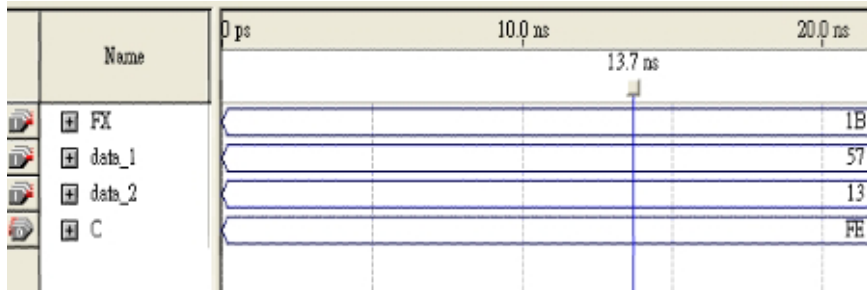 Name
0 ps
10.0 ns
20.0 ns
13.7 ns
FX
1B
data_1
57
data_2
13
C
FE